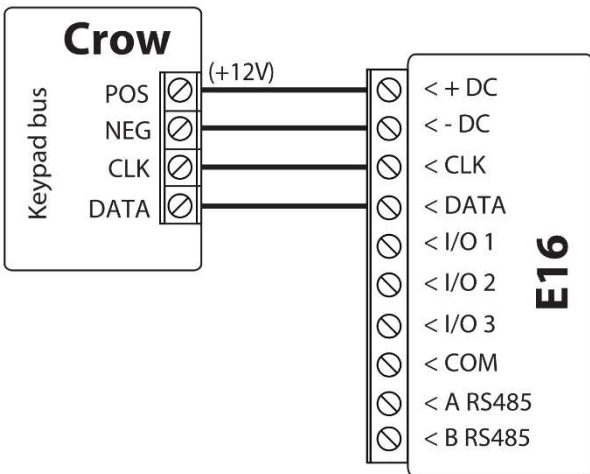 Crow
Keypad bus
POS
NEG
CLK
DATA
(+12V)
< + DC
< - DC
< CLK
< DATA
< I/O 1
< I/O 2
< I/O 3
< COM
< A RS485
< B RS485
E16